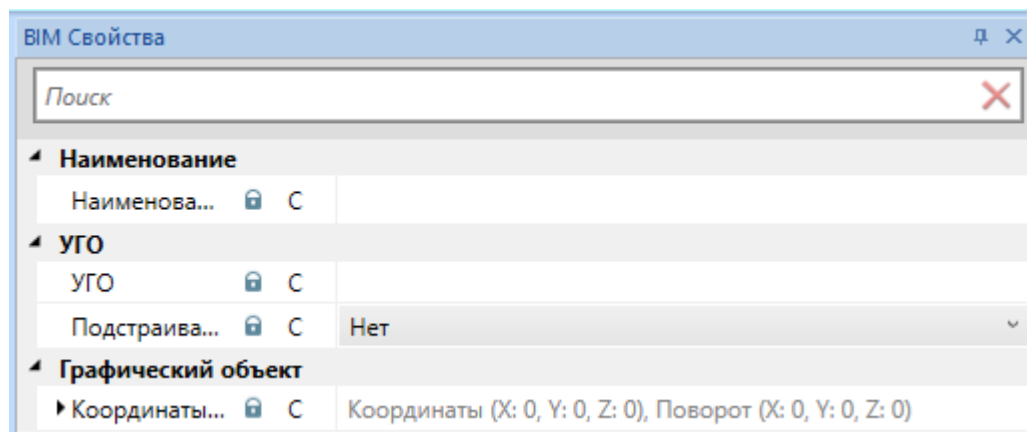 BIM Свойства
Поиск
Наименование
Наименова... С
УГО
УГО С
Подстраива... С Нет
Графический объект
Координаты... С Координаты (X: 0, Y: 0, Z: 0), Поворот (X: 0, Y: 0, Z: 0)